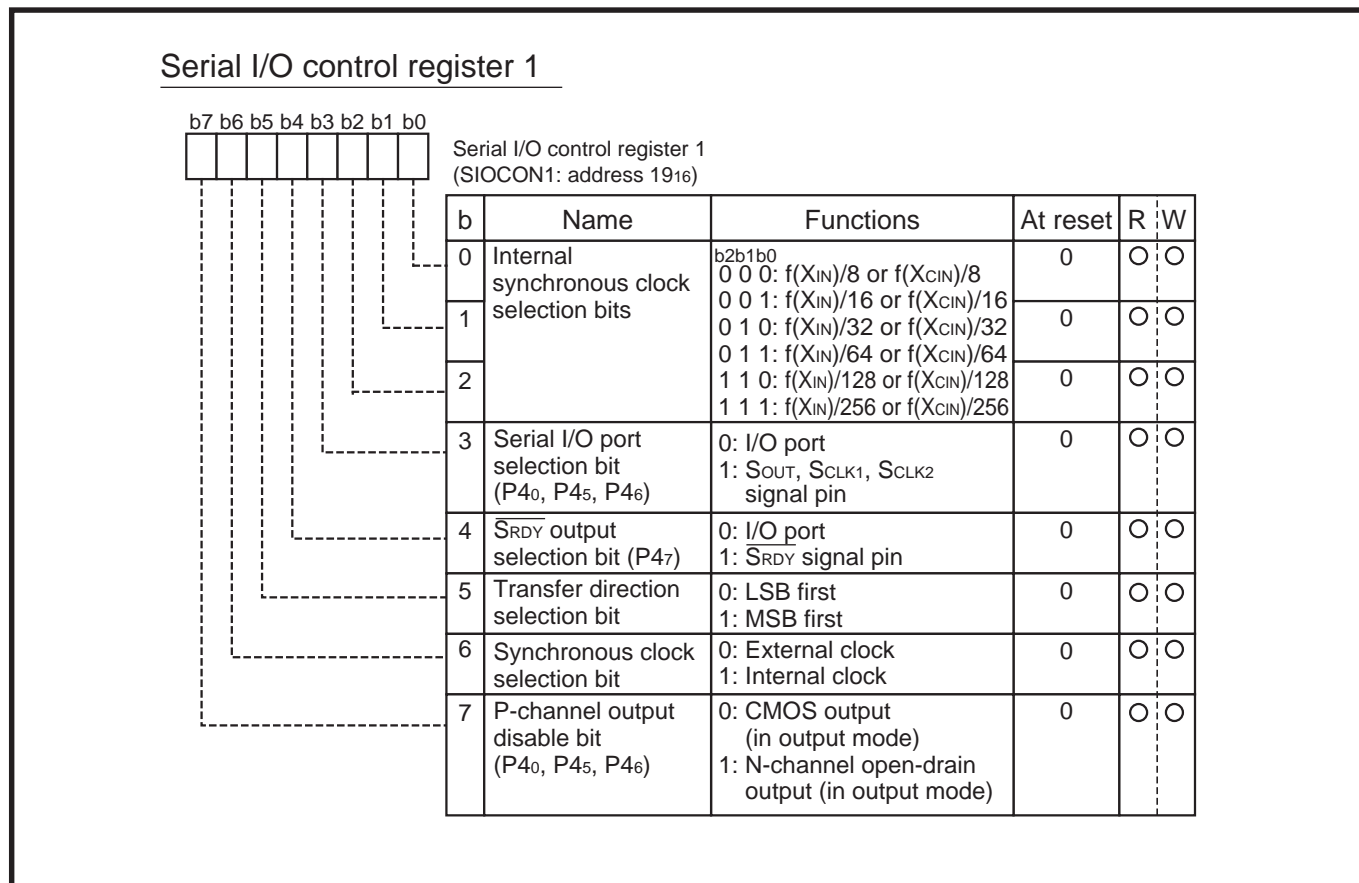 Serial I/O control register 1
b7 b6 b5 b4 b3 b2 b1 b0
Serial I/O control register 1
(SIOCON1: address 19₁₆)
b Name Functions At reset R W
0 Internal synchronous clock selection bits b2b1b0 0 0
1
2
0 0 0: f(XIN)/8 or f(XCIN)/8
0 0 1: f(XIN)/16 or f(XCIN)/16
0 1 0: f(XIN)/32 or f(XCIN)/32
0 1 1: f(XIN)/64 or f(XCIN)/64
1 1 0: f(XIN)/128 or f(XCIN)/128
1 1 1: f(XIN)/256 or f(XCIN)/256
0
3 Serial I/O port 0: I/O port 0
selection bit 1: SOUT, SCLK1, SCLK2
(P40, P45, P46) signal pin
4 S̅R̅D̅Y̅ output 0: I/O port 0
selection bit (P47) 1: S̅R̅D̅Y̅ signal pin
5 Transfer direction 0: LSB first 0
selection bit 1: MSB first
6 Synchronous clock 0: External clock 0
selection bit 1: Internal clock
7 P-channel output 0: CMOS output 0
disable bit (in output mode)
(P40, P45, P46) 1: N-channel open-drain
output (in output mode)